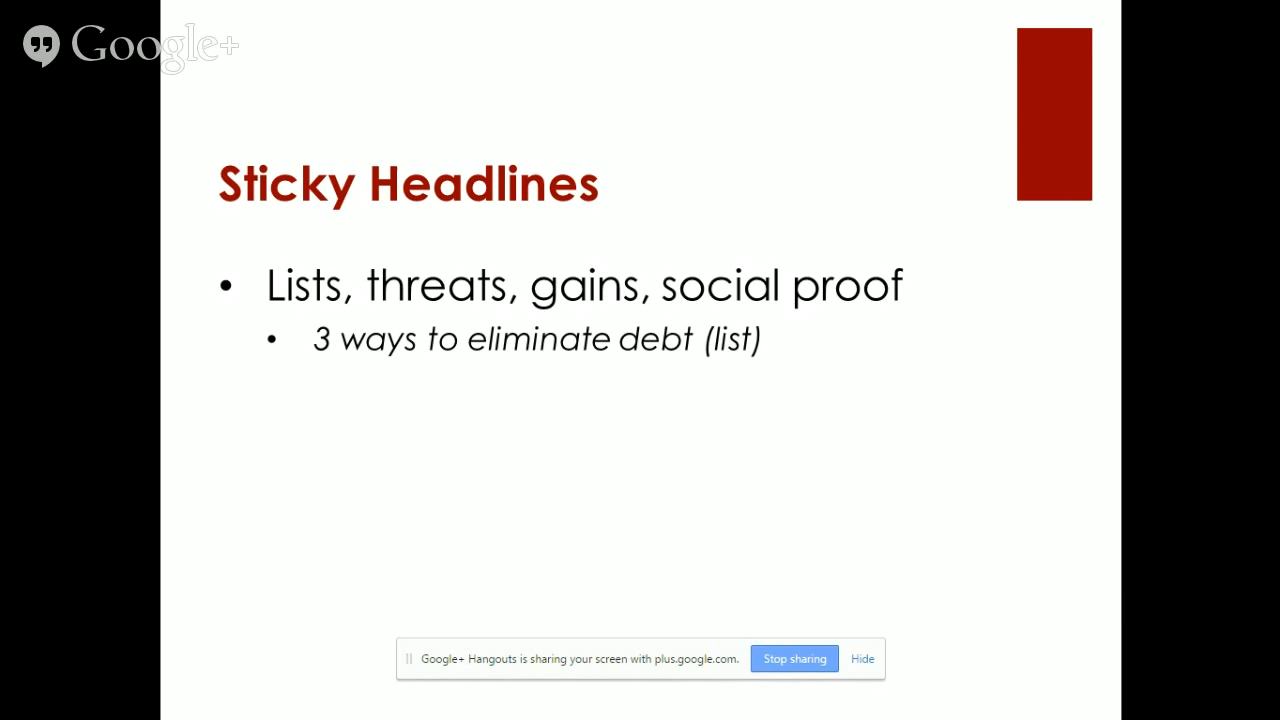 Google+
Sticky Headlines
• Lists, threats, gains, social proof
• 3 ways to eliminate debt (list)
Google+ Hangouts is sharing your screen with plus.google.com. Stop sharing Hide